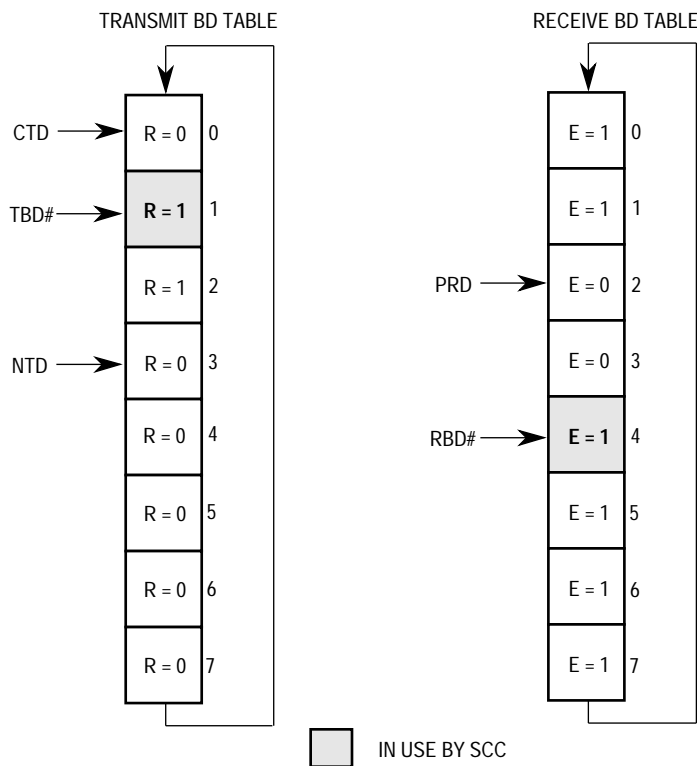 TRANSMIT BD TABLE
CTD
R = 0 0
TBD#
R = 1 1
R = 1 2
NTD
R = 0 3
R = 0 4
R = 0 5
R = 0 6
R = 0 7
RECEIVE BD TABLE
E = 1 0
E = 1 1
PRD
E = 0 2
E = 0 3
RBD#
E = 1 4
E = 1 5
E = 1 6
E = 1 7
IN USE BY SCC